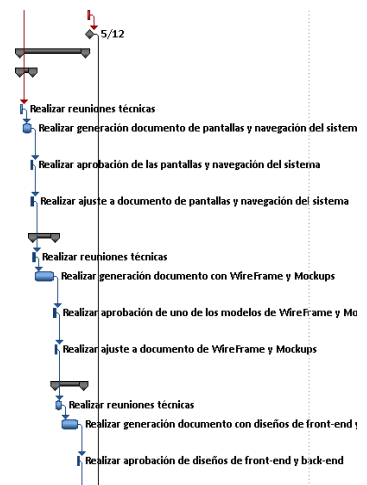 5/12
Realizar reuniones técnicas
Realizar generación documento de pantallas y navegación del sistem
Realizar aprobación de las pantallas y navegación del sistema
Realizar ajuste a documento de pantallas y navegación del sistema
Realizar reuniones técnicas
Realizar generación documento con WireFrame y Mockups
Realizar aprobación de uno de los modelos de WireFrame y Mo
Realizar ajuste a documento de WireFrame y Mockups
Realizar reuniones técnicas
Realizar generación documento con diseños de front-end y
Realizar aprobación de diseños de front-end y back-end